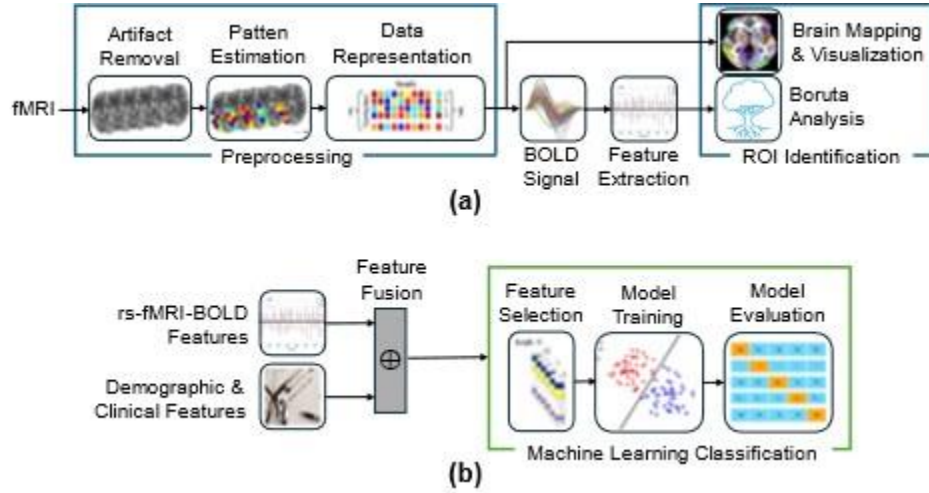 Artifact
Removal
Patten
Estimation
Data
Representation
Brain Mapping
& Visualization
fMRI
Boruta
Analysis
Preprocessing
BOLD
Signal
Feature
Extraction
ROI Identification
(a)
Feature
Fusion
rs-fMRI-BOLD
Features
Demographic &
Clinical Features
Feature
Selection
Model
Training
Model
Evaluation
Machine Learning Classification
(b)